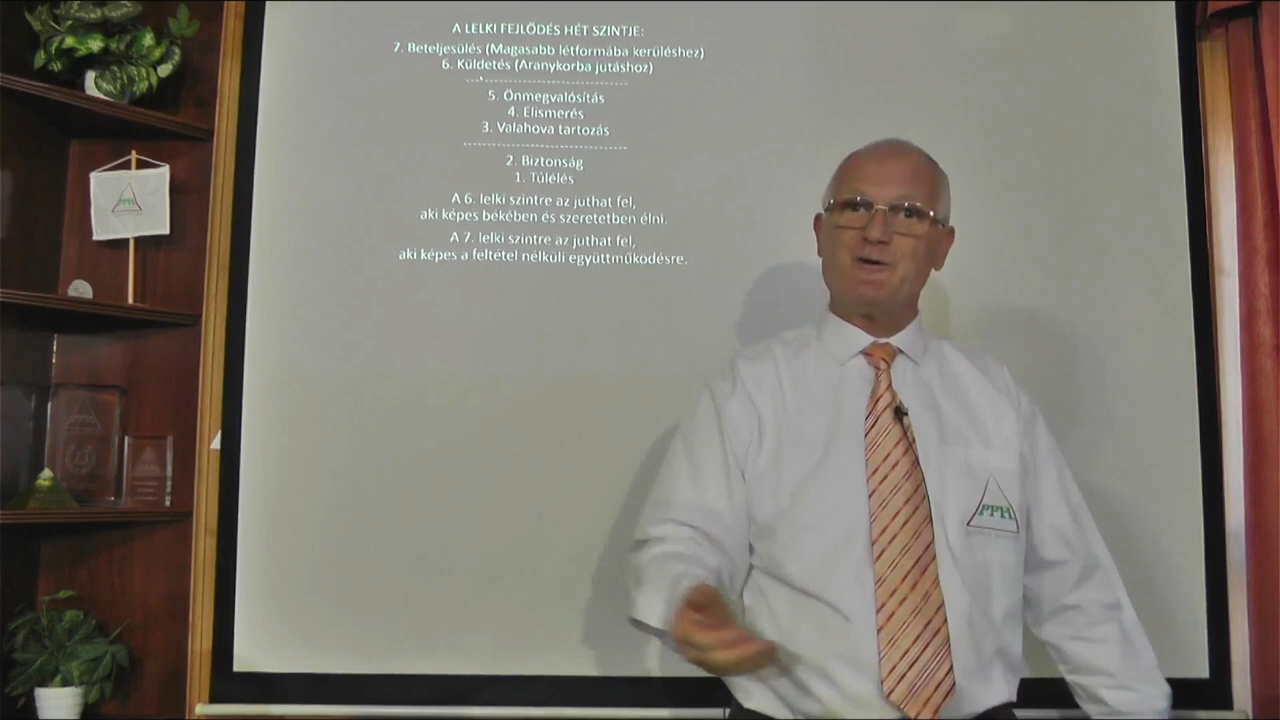 A LELKI FEJLŐDÉS HÉT SZINTJE:
7. Beteljesülés (Magasabb létformába kerüléshez)
6. Küldetés (Aranykorba jutáshoz)
--------------------------------
5. Önmegvalósítás
4. Elismerés
3. Valahova tartozás
--------------------------------
2. Biztonság
1. Túlélés
A 6. lelki szintre az juthat fel,
aki képes békében és szeretetben élni.
A 7. lelki szintre az juthat fel,
aki képes a feltétel nélküli együttműködésre.
PPH